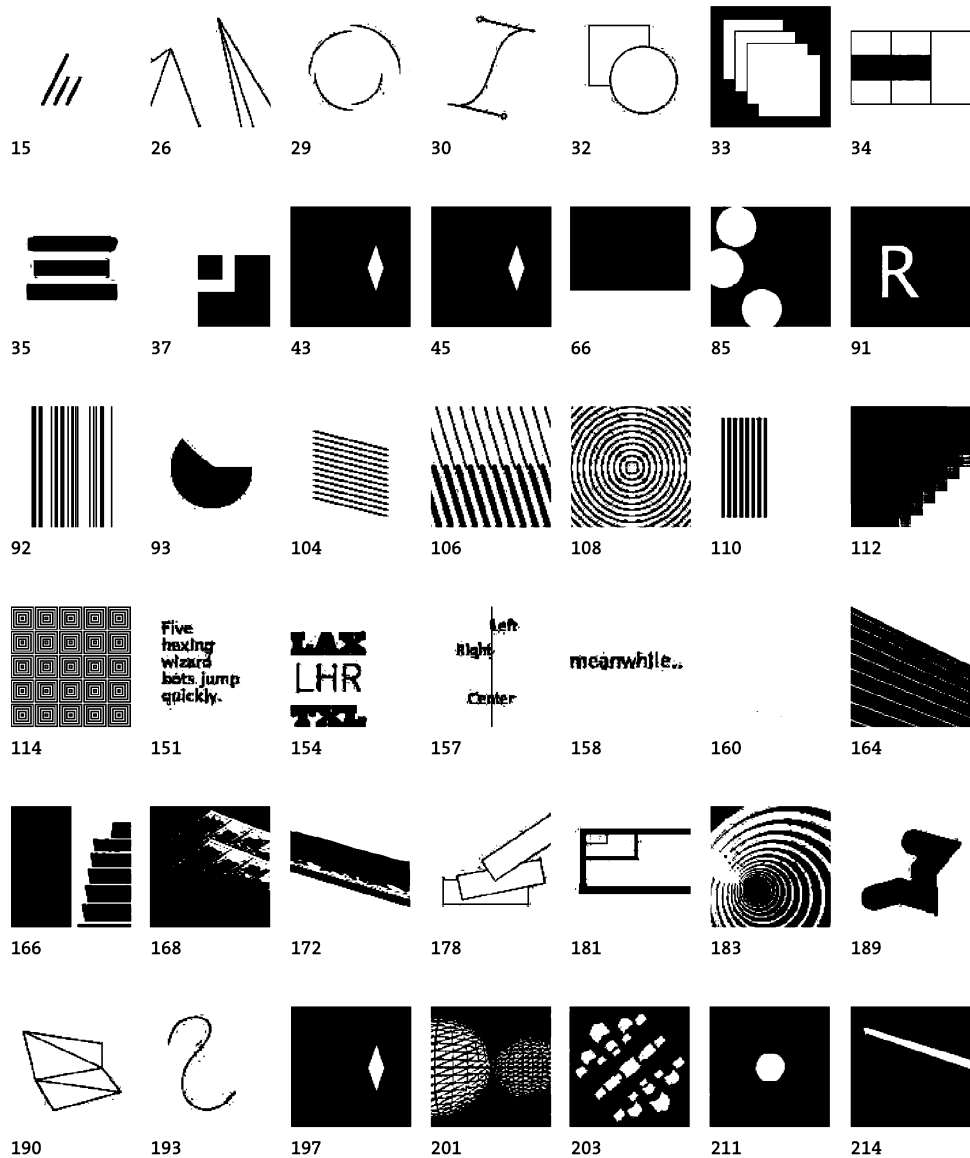 15 26 29 30 32 33 34
35 37 43 45 66 85 91
R
92 93 104 106 108 110 112
Five
hexing
wizard
bots jump
quickly.
LAX
LHR
TXL
Left
Right
Center
meanwhile..
114 151 154 157 158 160 164
166 168 172 178 181 183 189
190 193 197 201 203 211 214